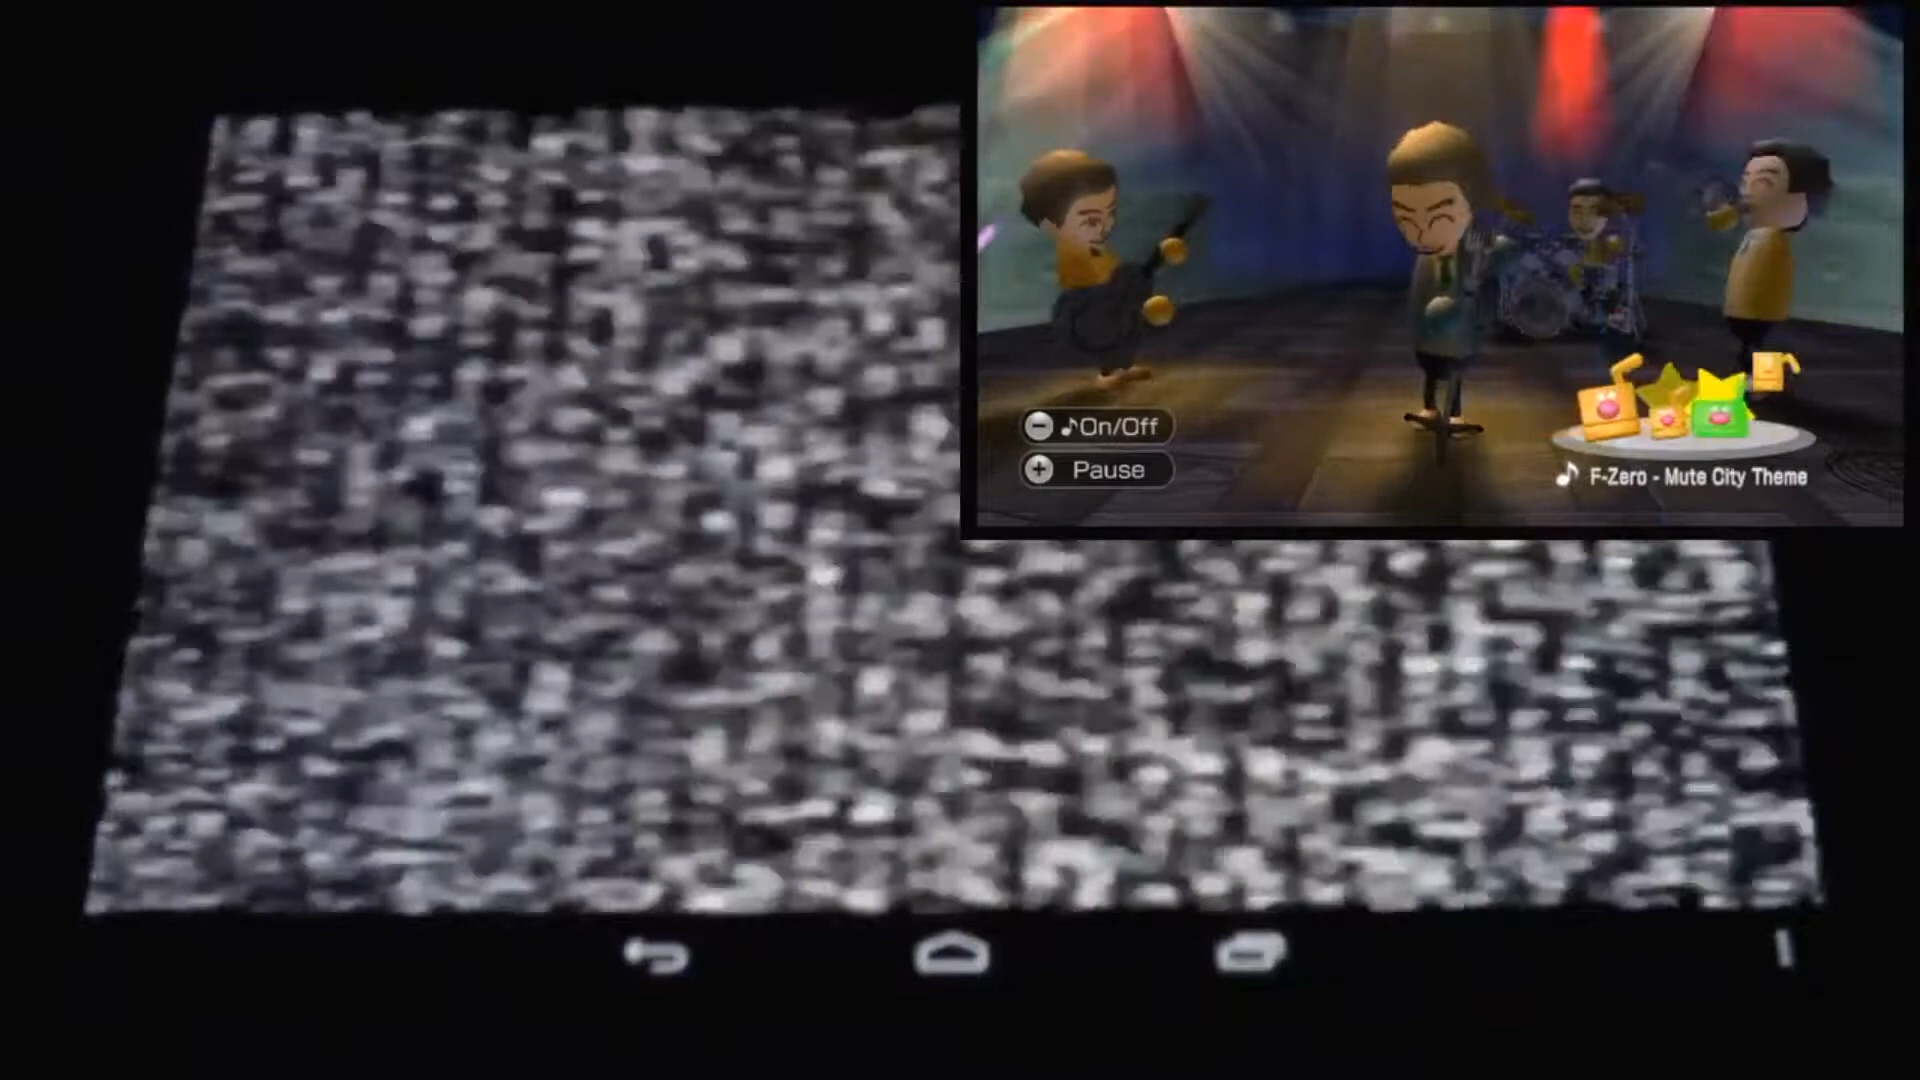 ♪On/Off
Pause
♪ F-Zero - Mute City Theme